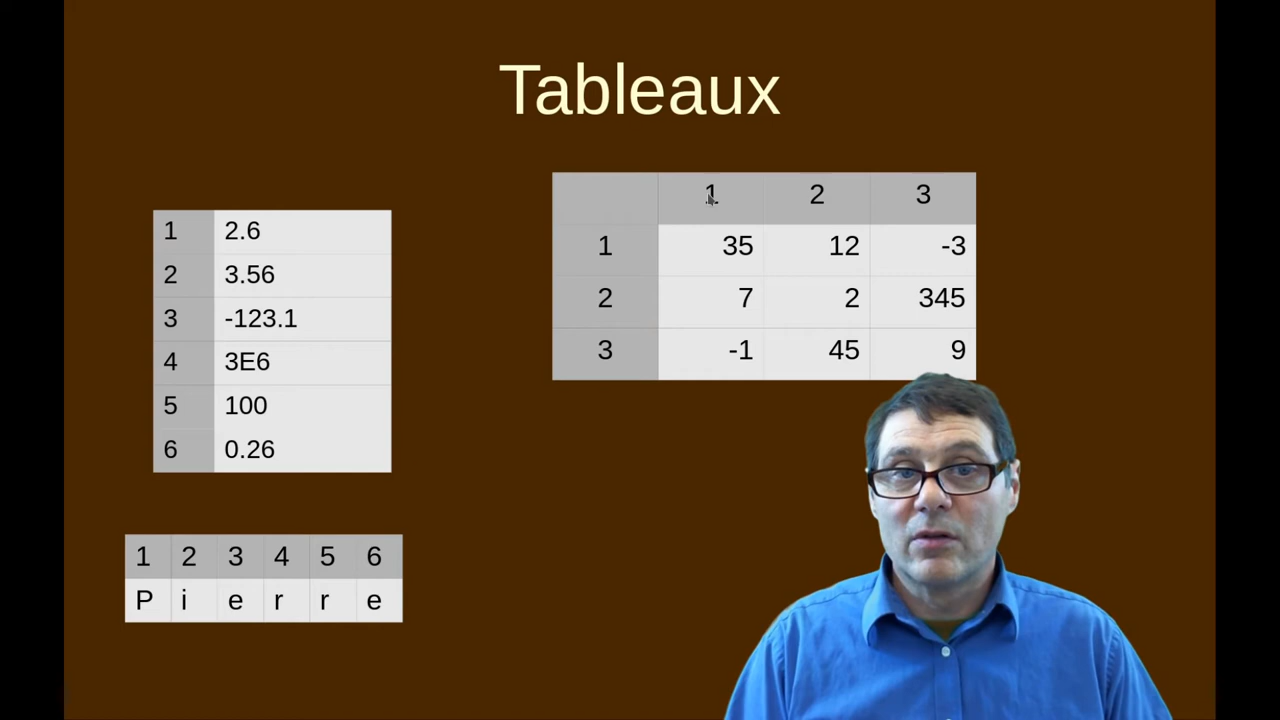 Tableaux
1 2.6
2 3.56
3 -123.1
4 3E6
5 100
6 0.26
1 2 3 4 5 6
P i e r r e
1 2 3
1 35 12 -3
2 7 2 345
3 -1 45 9